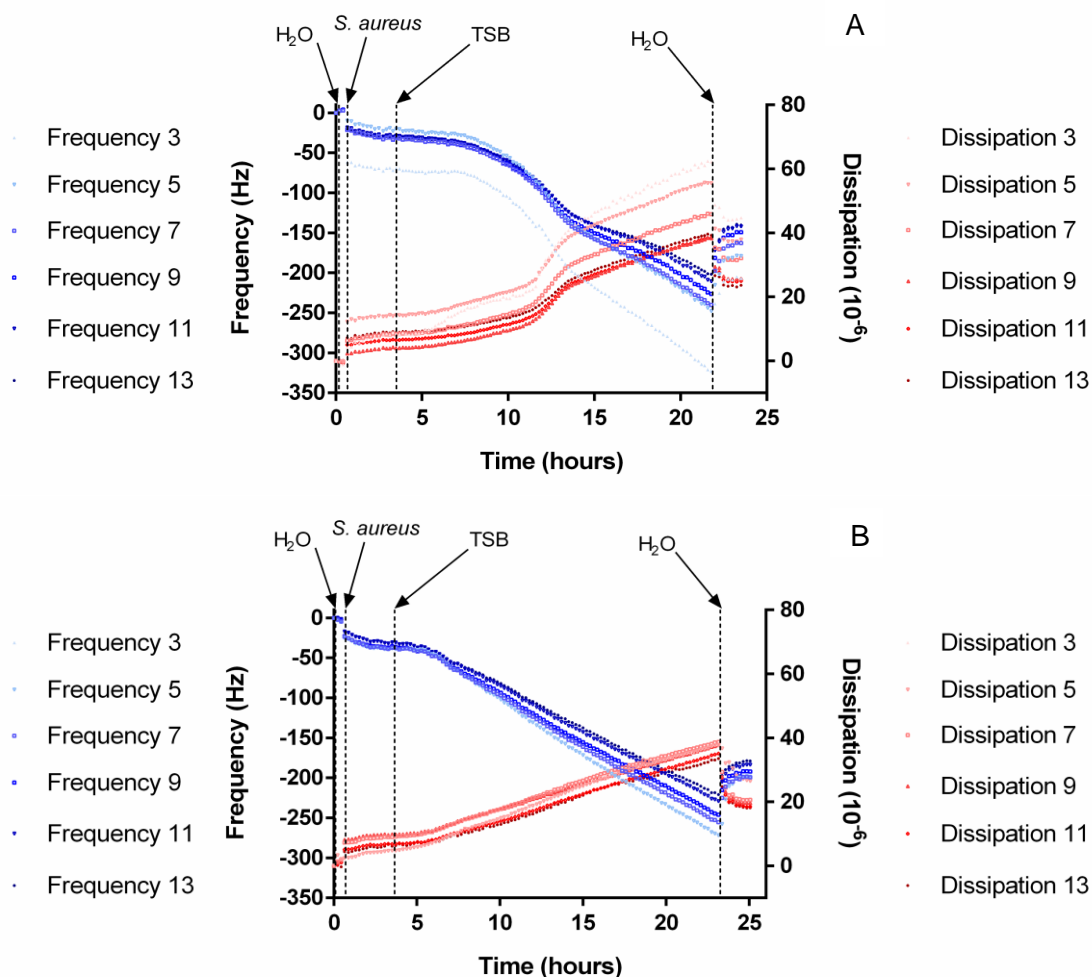 A
H₂O
S. aureus
TSB
H₂O
Frequency 3
Frequency 5
Frequency 7
Frequency 9
Frequency 11
Frequency 13
Frequency (Hz)
0
-50
-100
-150
-200
-250
-300
-350
0
5
10
15
20
25
Time (hours)
80
60
40
20
0
Dissipation (10⁻⁶)
Dissipation 3
Dissipation 5
Dissipation 7
Dissipation 9
Dissipation 11
Dissipation 13
B
H₂O
S. aureus
TSB
H₂O
Frequency 3
Frequency 5
Frequency 7
Frequency 9
Frequency 11
Frequency 13
Frequency (Hz)
0
-50
-100
-150
-200
-250
-300
-350
0
5
10
15
20
25
Time (hours)
80
60
40
20
0
Dissipation (10⁻⁶)
Dissipation 3
Dissipation 5
Dissipation 7
Dissipation 9
Dissipation 11
Dissipation 13